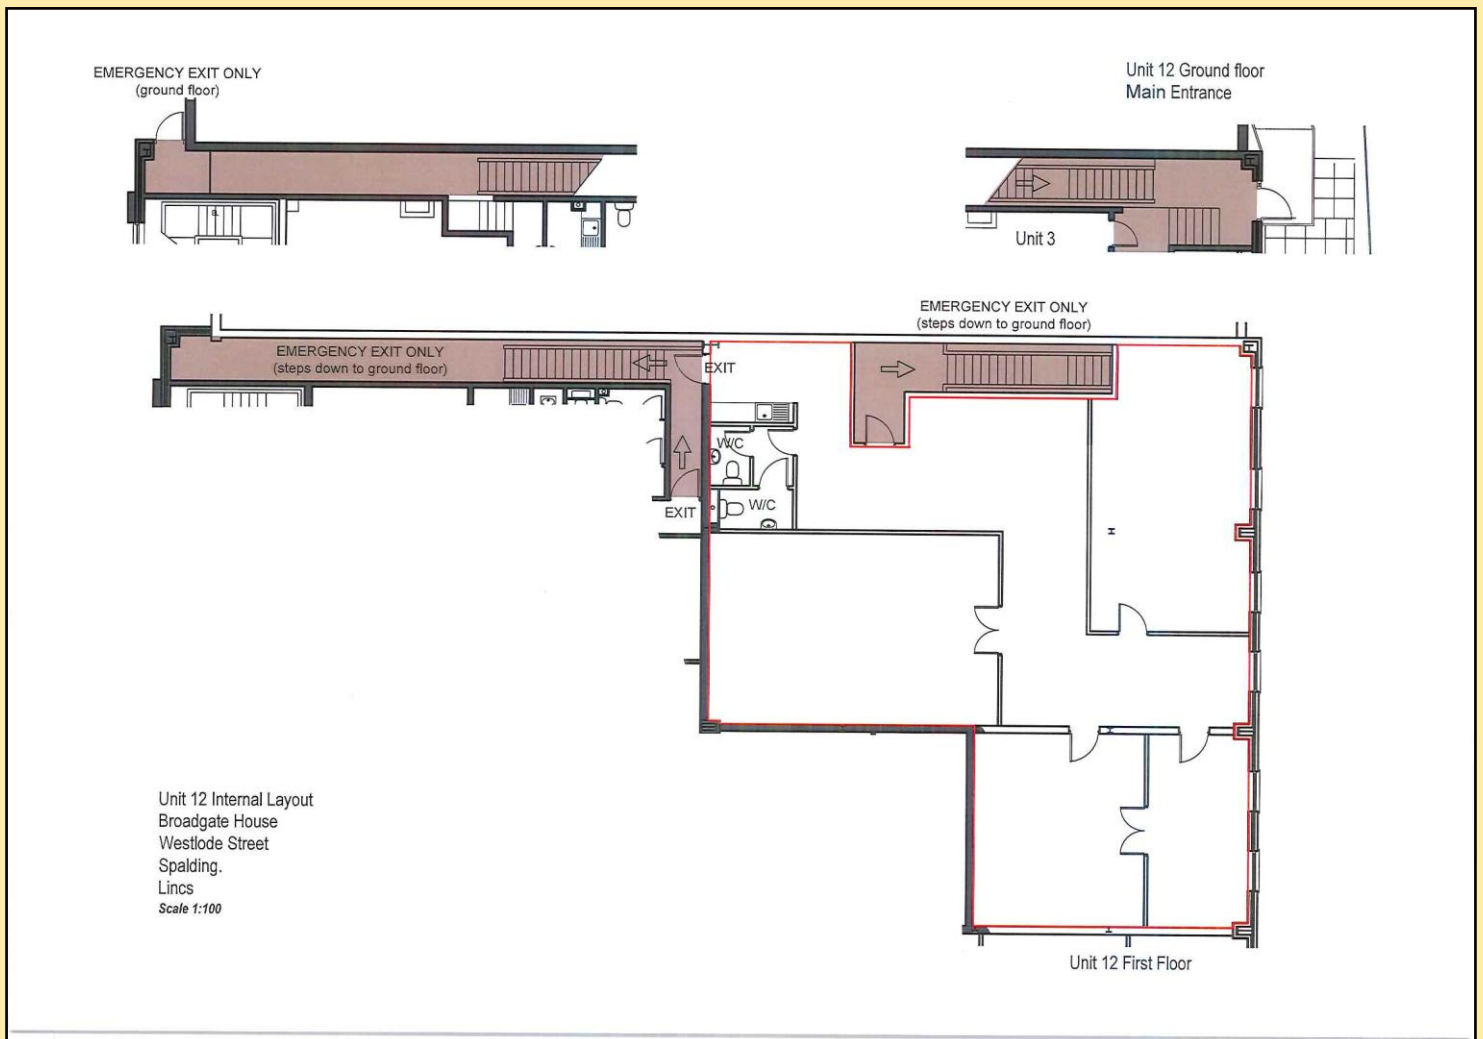 EMERGENCY EXIT ONLY
(ground floor)
Unit 12 Ground floor
Main Entrance
Unit 3
EMERGENCY EXIT ONLY
(steps down to ground floor)
EMERGENCY EXIT ONLY
(steps down to ground floor)
EXIT
W/C
W/C
EXIT
Unit 12 Internal Layout
Broadgate House
Westlode Street
Spalding.
Lincs
Scale 1:100
Unit 12 First Floor